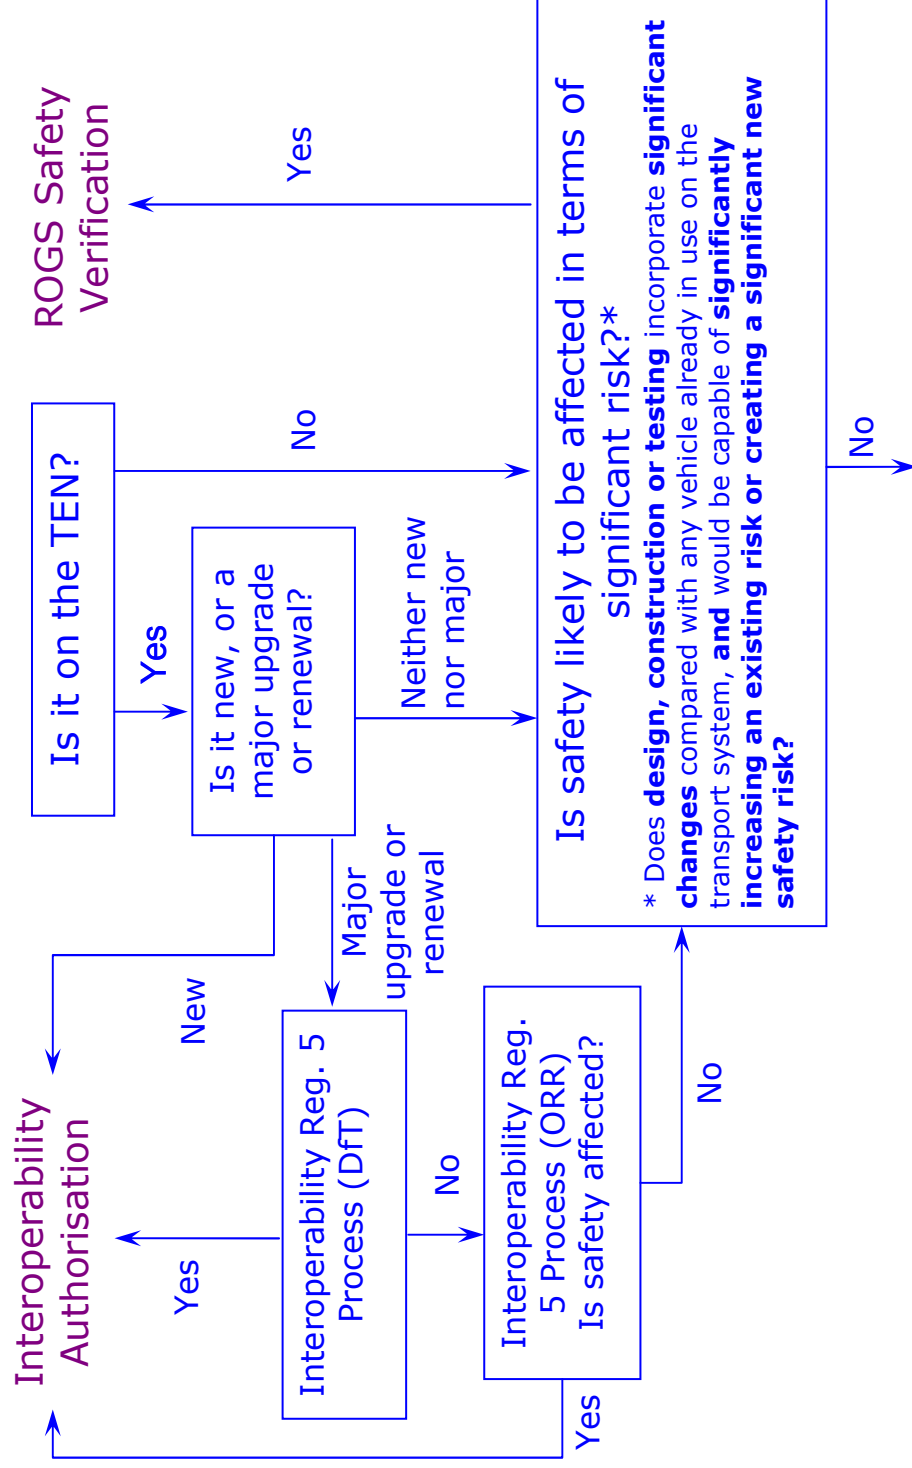 Interoperability
Authorisation
Is it on the TEN?
ROGS Safety
Verification
Yes
No
Yes
New
Is it new, or a
major upgrade
or renewal?
Yes
Major
upgrade or
renewal
Neither new
nor major
Interoperability Reg. 5
Process (DfT)
No
Interoperability Reg.
5 Process (ORR)
Is safety affected?
Yes
No
Is safety likely to be affected in terms of
significant risk?*
* Does design, construction or testing incorporate significant
changes compared with any vehicle already in use on the
transport system, and would be capable of significantly
increasing an existing risk or creating a significant new
safety risk?
No